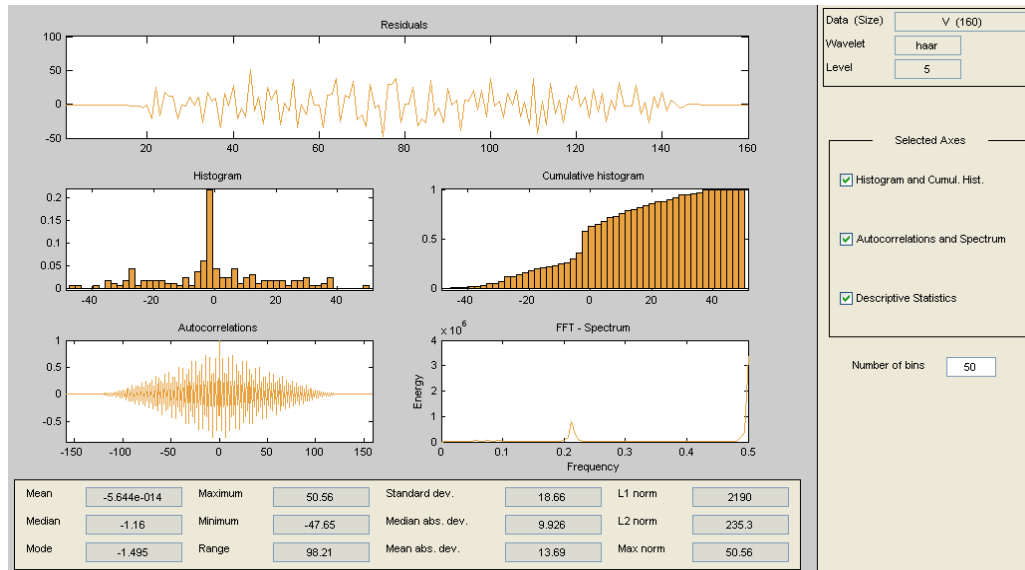 Residuals
100
50
0
-50
20 40 60 80 100 120 140 160
Histogram
0.2
0.15
0.1
0.05
0
-40 -20 0 20 40
Cumulative histogram
1
0.5
0
-40 -20 0 20 40
Autocorrelations
1
0.5
0
-0.5
-150 -100 -50 0 50 100 150
FFT - Spectrum
x 10^6
4
3
2
1
0
Energy
0 0.1 0.2 0.3 0.4 0.5
Frequency
Mean -5.644e-014 Maximum 50.56 Standard dev. 18.66 L1 norm 2190
Median -1.16 Minimum -47.65 Median abs. dev. 9.926 L2 norm 235.3
Mode -1.495 Range 98.21 Mean abs. dev. 13.69 Max norm 50.56
Data (Size) V (160)
Wavelet haar
Level 5
Selected Axes
Histogram and Cumul. Hist.
Autocorrelations and Spectrum
Descriptive Statistics
Number of bins 50